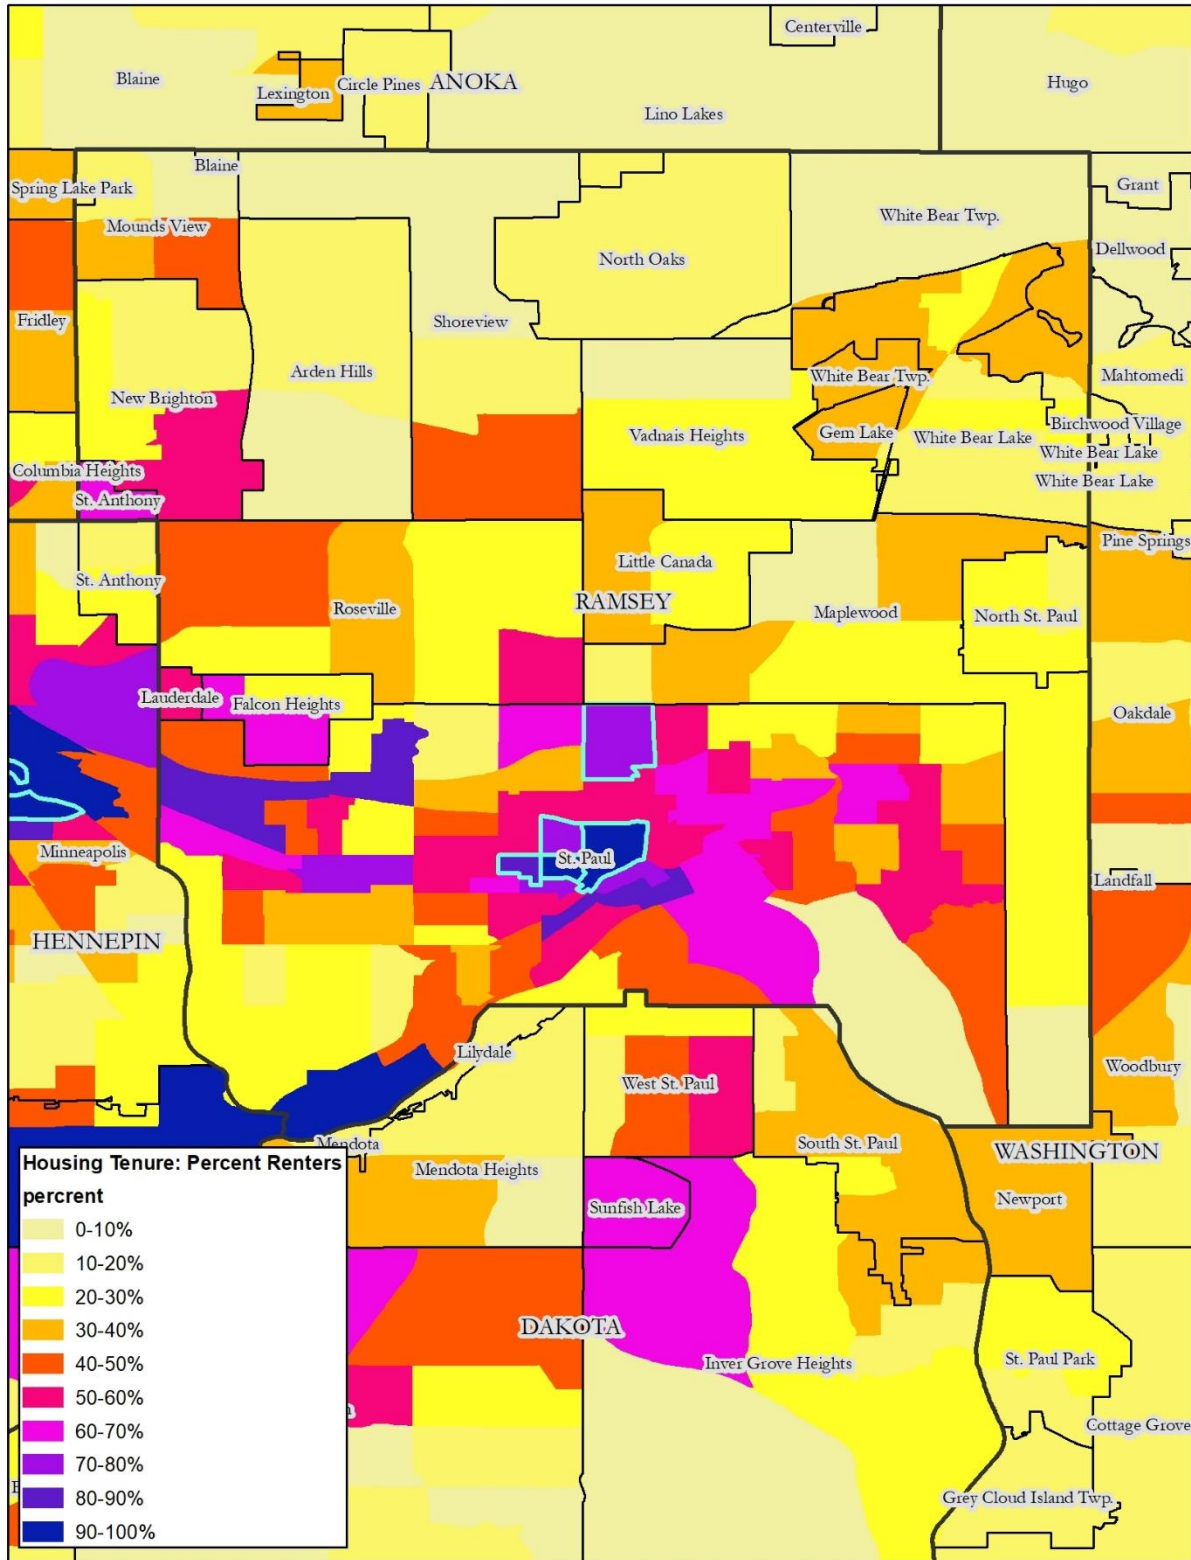 Centerville
Blaine
Lexington
Circle Pines
ANOKA
Hugo
Lino Lakes
Blaine
Spring Lake Park
Grant
Mounds View
White Bear Twp.
Dellwood
North Oaks
Fridley
Shoreview
Arden Hills
White Bear Twp.
Mahtomedi
New Brighton
Vadnais Heights
Gem Lake
White Bear Lake
Birchwood Village
White Bear Lake
Columbia Heights
White Bear Lake
St. Anthony
Pine Springs
St. Anthony
Little Canada
Roseville
RAMSEY
Maplewood
North St. Paul
Lauderdale
Falcon Heights
Oakdale
Minneapolis
St. Paul
Landfall
HENNEPIN
Lilydale
West St. Paul
Woodbury
Mendota
South St. Paul
WASHINGTON
Mendota Heights
Sunfish Lake
Newport
DAKOTA
Inver Grove Heights
St. Paul Park
Cottage Grove
Grey Cloud Island Twp.
Housing Tenure: Percent Renters
percrent
0-10%
10-20%
20-30%
30-40%
40-50%
50-60%
60-70%
70-80%
80-90%
90-100%